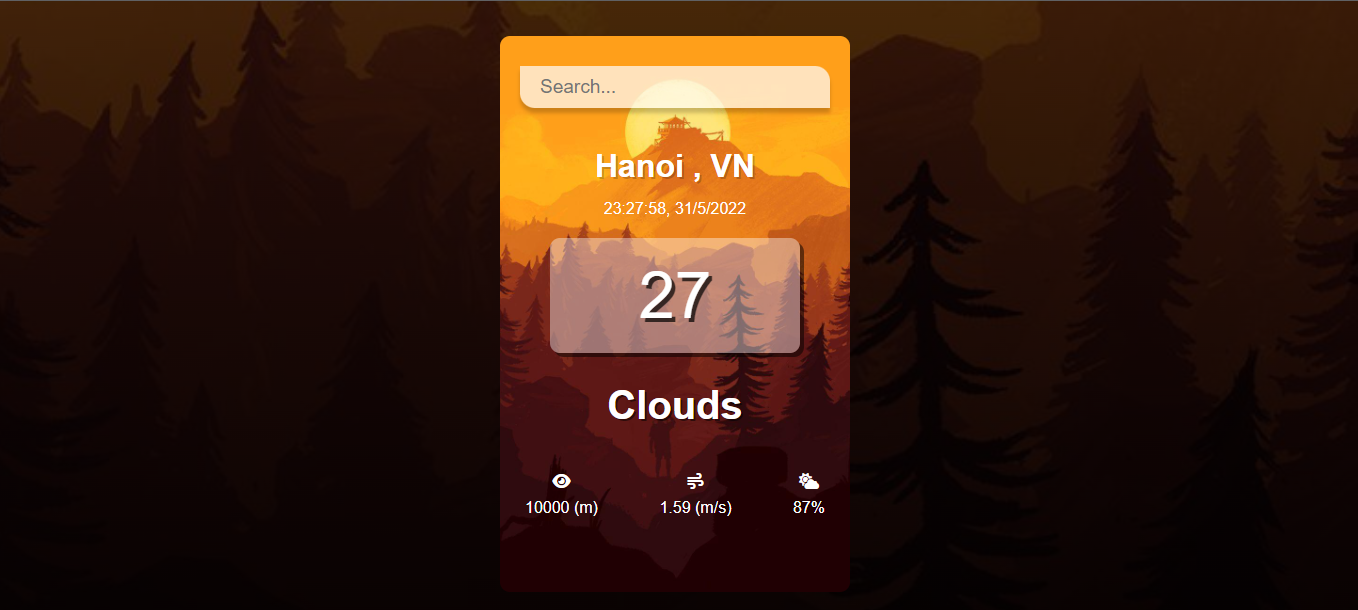 Search...
Hanoi , VN
23:27:58, 31/5/2022
27
Clouds
10000 (m) 1.59 (m/s) 87%